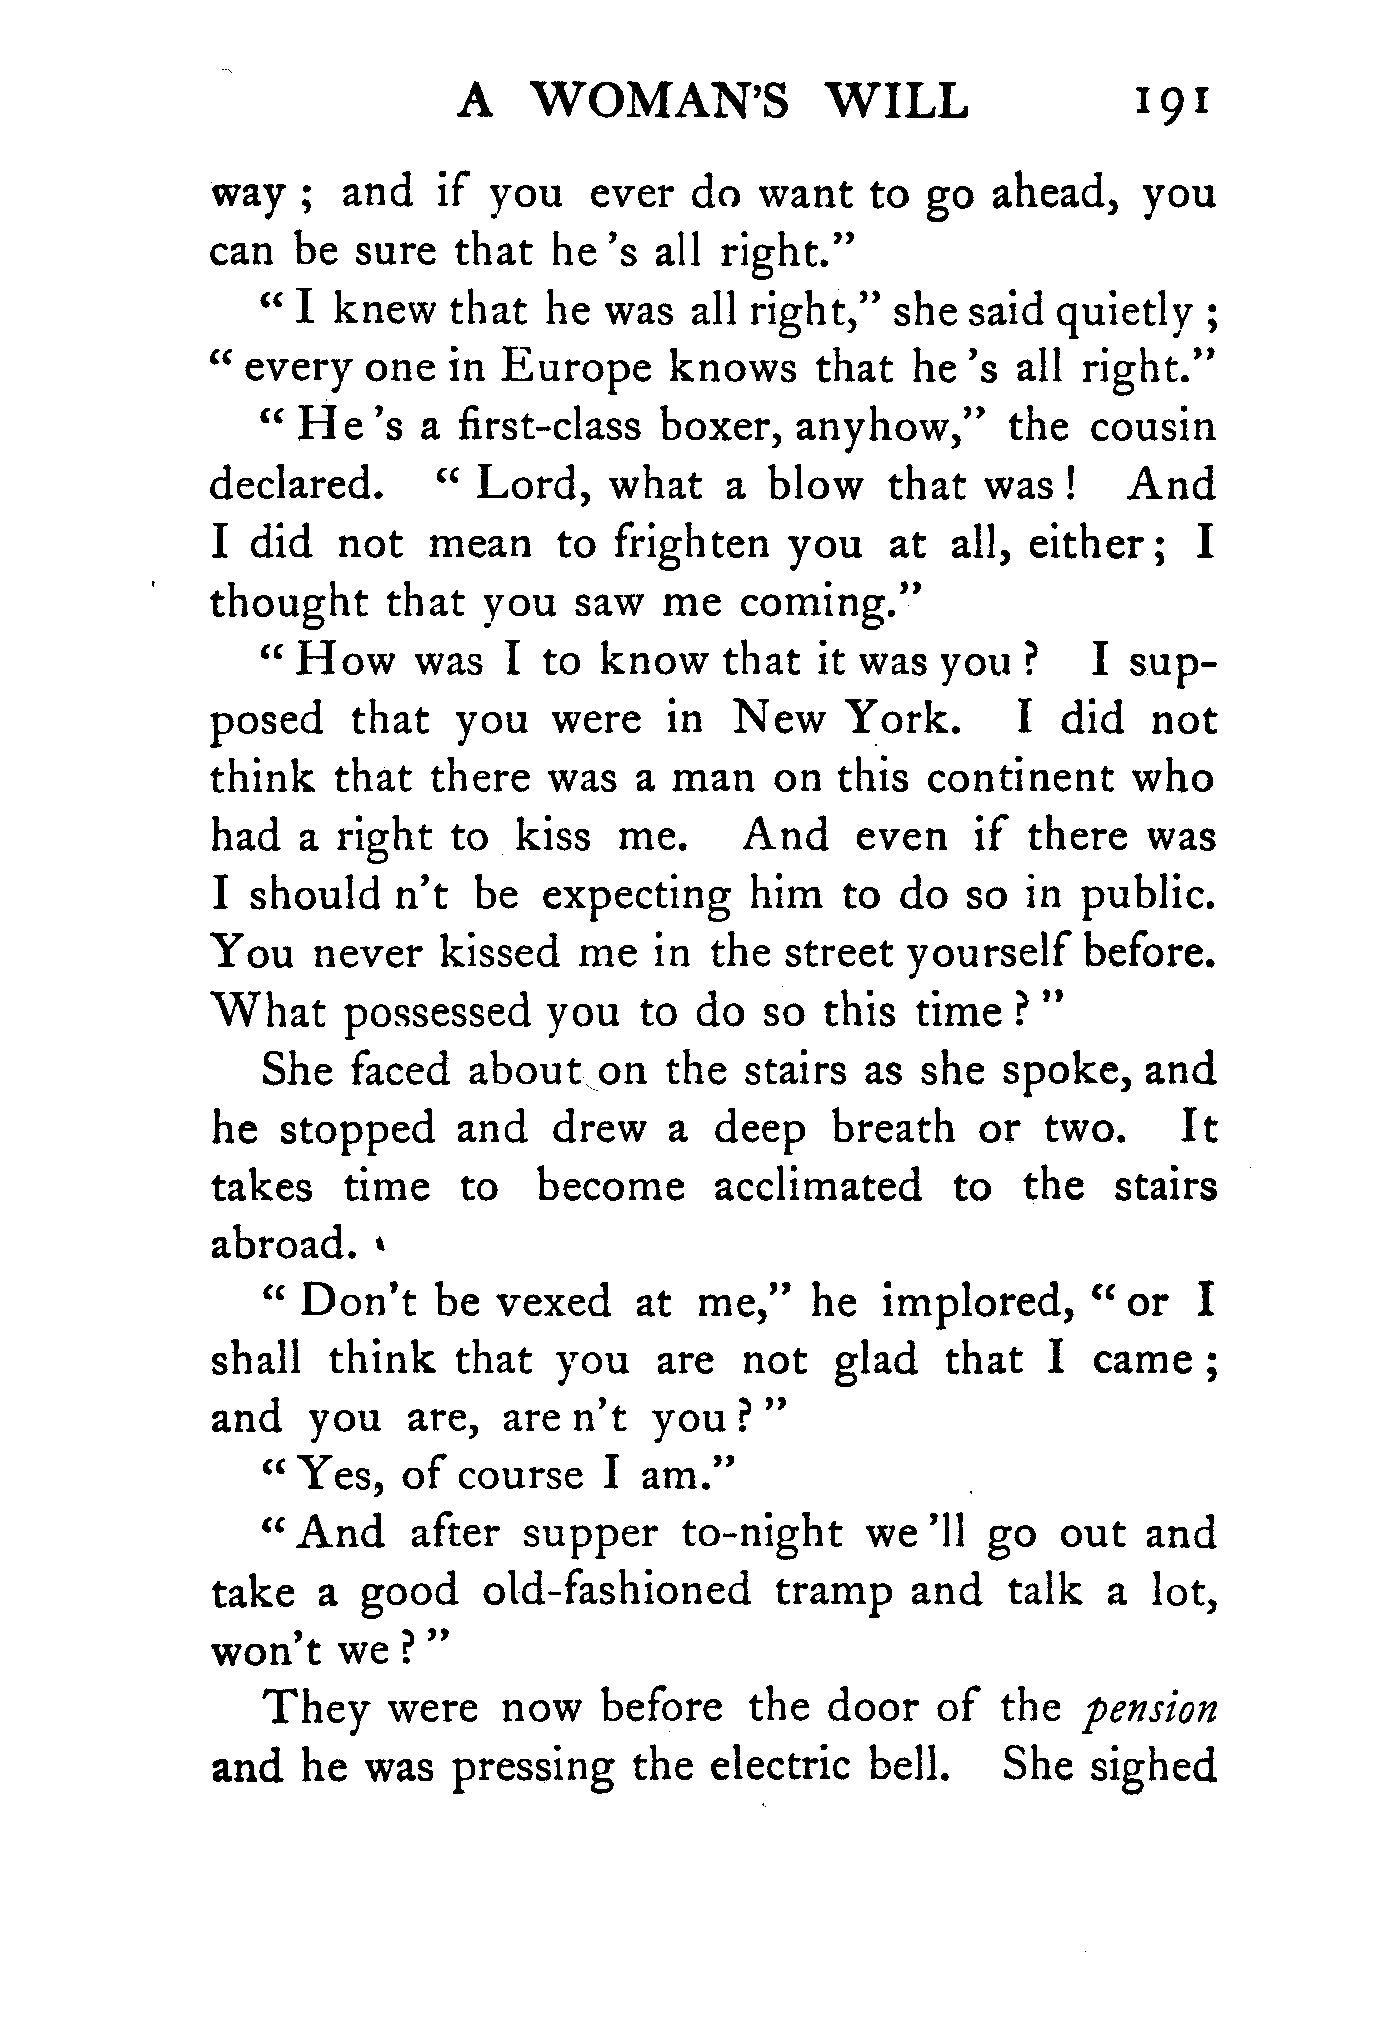 A WOMAN'S WILL 191
way ; and if you ever do want to go ahead, you
can be sure that he 's all right."
" I knew that he was all right," she said quietly ;
" every one in Europe knows that he 's all right."
" He 's a first-class boxer, anyhow," the cousin
declared. " Lord, what a blow that was ! And
I did not mean to frighten you at all, either ; I
thought that you saw me coming."
" How was I to know that it was you ? I sup-
posed that you were in New York. I did not
think that there was a man on this continent who
had a right to kiss me. And even if there was
I should n't be expecting him to do so in public.
You never kissed me in the street yourself before.
What possessed you to do so this time ? "
She faced about on the stairs as she spoke, and
he stopped and drew a deep breath or two. It
takes time to become acclimated to the stairs
abroad.
" Don't be vexed at me," he implored, " or I
shall think that you are not glad that I came ;
and you are, are n't you ? "
" Yes, of course I am."
" And after supper to-night we 'll go out and
take a good old-fashioned tramp and talk a lot,
won't we ? "
They were now before the door of the pension
and he was pressing the electric bell. She sighed